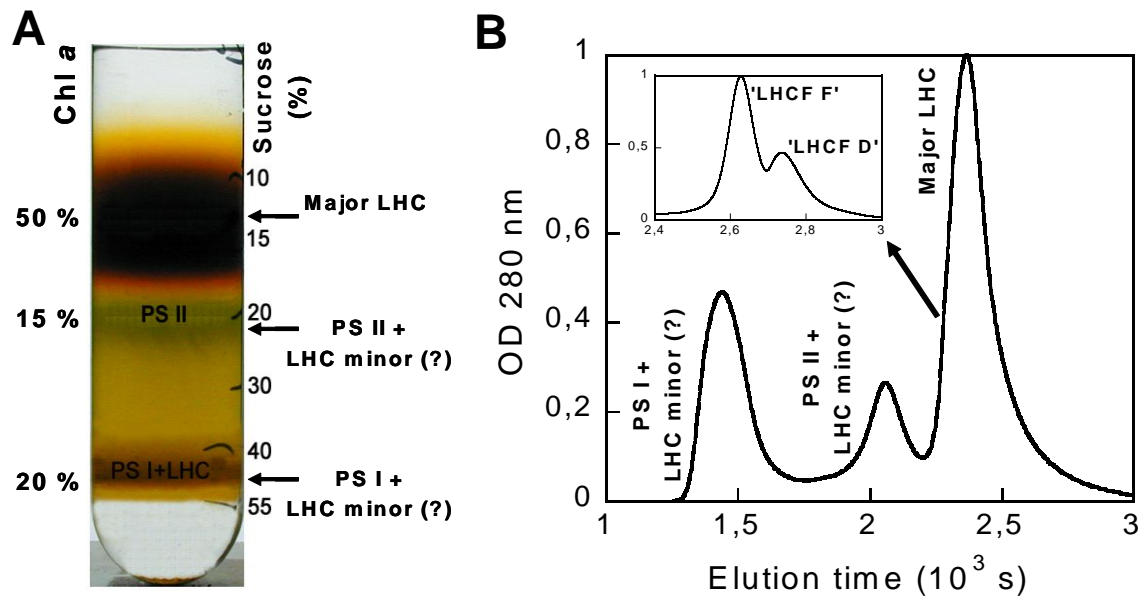 A
Chl a
Sucrose
(%)
10
50 %
Major LHC
15
15 %
PS II
20
PS II +
LHC minor (?)
30
40
20 %
PS I+LHC
PS I +
55
LHC minor (?)
B
OD 280 nm
1
0,8
0,6
0,4
0,2
0
1
0,5
0
'LHCF F'
'LHCF D'
2,4
2,6
2,8
3
PS I +
LHC minor (?)
PS II +
LHC minor (?)
Major LHC
1
1,5
2
2,5
3
Elution time (10³ s)